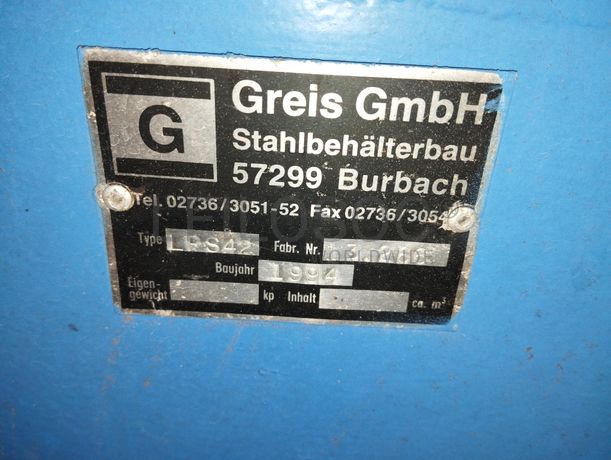 G
Greis GmbH
Stahlbehälterbau
57299 Burbach
Tel. 02736/3051-52 Fax 02736/3054
Type LRS42 Fabr. Nr.
WORLDWIDE
Baujahr 1994
Eigen-
gewicht kp Inhalt ca. m³